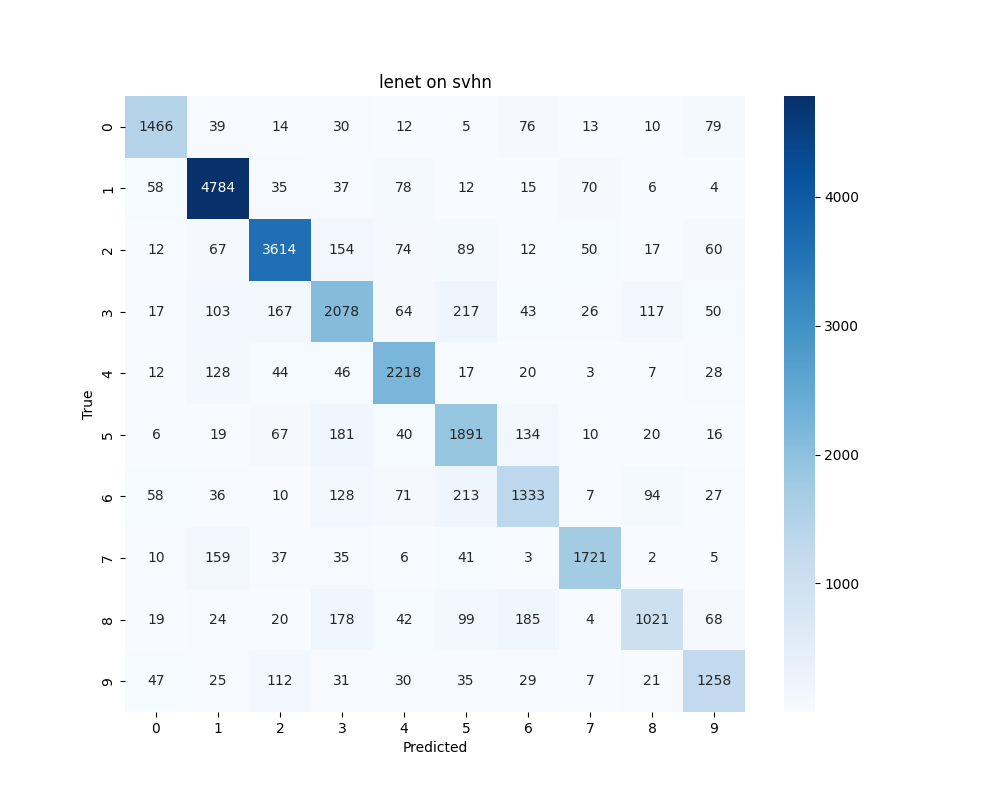 lenet on svhn
0 1466 39 14 30 12 5 76 13 10 79
1 58 4784 35 37 78 12 15 70 6 4
2 12 67 3614 154 74 89 12 50 17 60
3 17 103 167 2078 64 217 43 26 117 50
4 12 128 44 46 2218 17 20 3 7 28
5 6 19 67 181 40 1891 134 10 20 16
6 58 36 10 128 71 213 1333 7 94 27
7 10 159 37 35 6 41 3 1721 2 5
8 19 24 20 178 42 99 185 4 1021 68
9 47 25 112 31 30 35 29 7 21 1258
0 1 2 3 4 5 6 7 8 9
Predicted
True
4000
3000
2000
1000